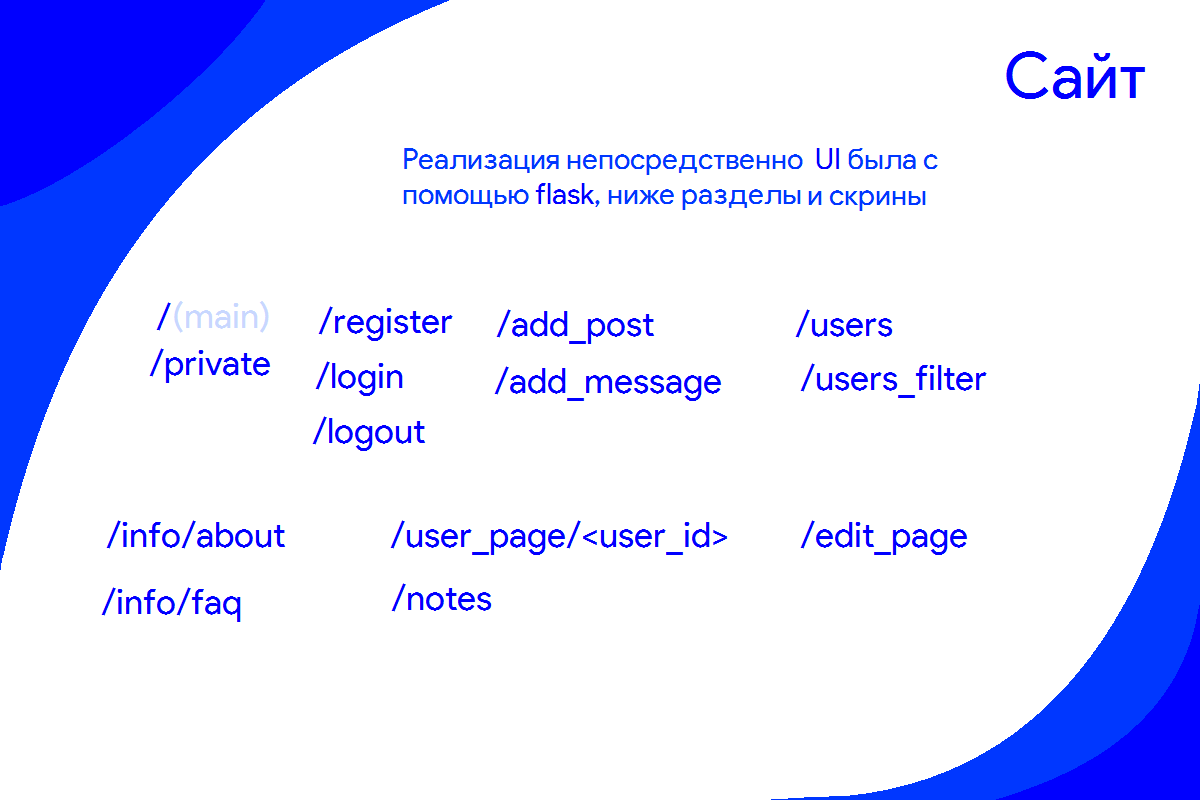 Сайт
Реализация непосредственно UI была с
помощью flask, ниже разделы и скрины
/(main)
/private
/register
/login
/logout
/add_post
/add_message
/users
/users_filter
/info/about
/info/faq
/user_page/<user_id>
/notes
/edit_page